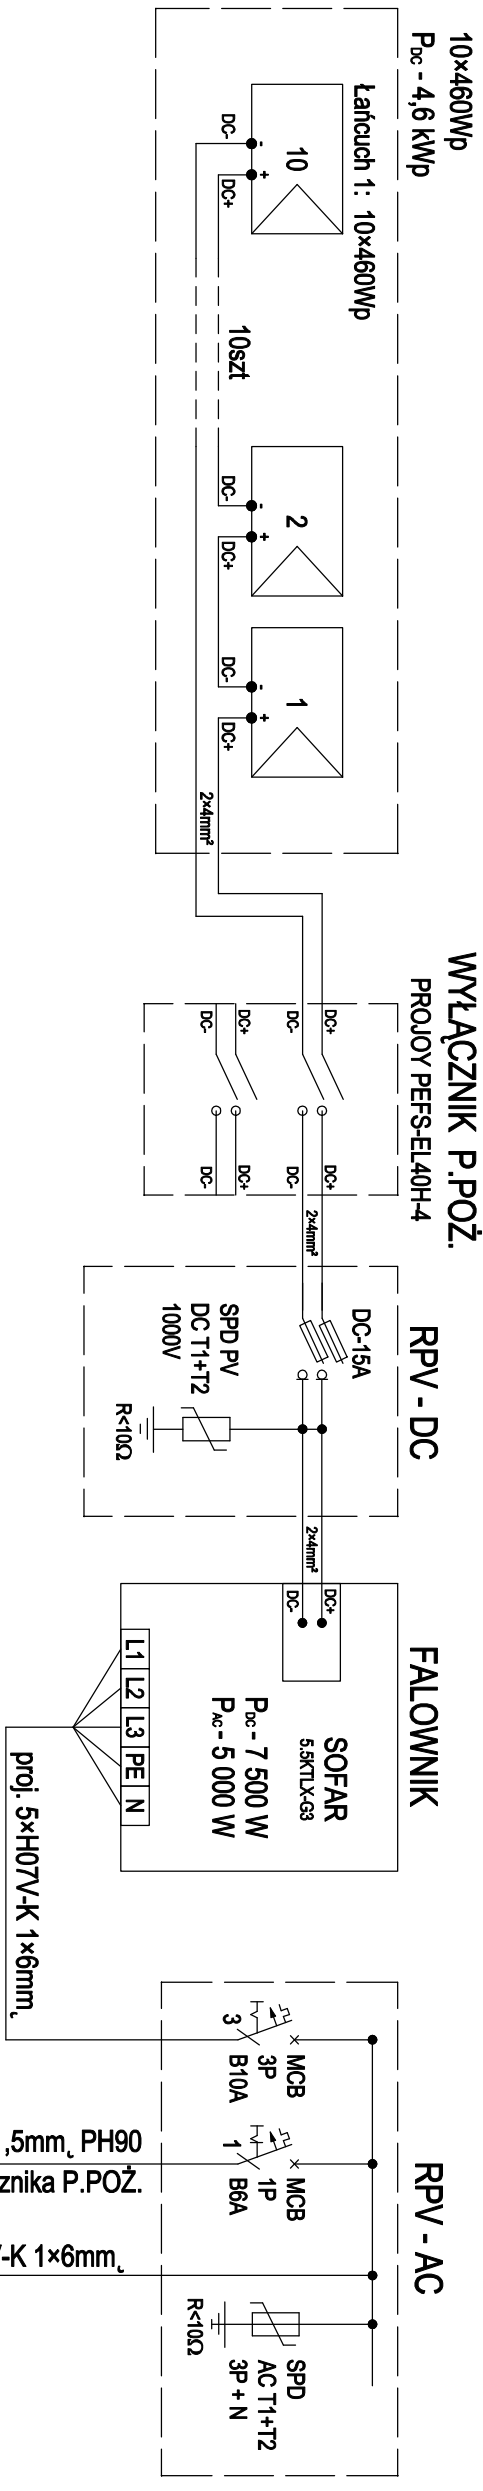 10×460Wp
PDC - 4,6 kWp
Łańcuch 1: 10×460Wp
10
-
+
DC-
DC+
10szt
2
-
+
DC-
DC+
1
-
+
DC-
DC+
2×4mm²
WYŁĄCZNIK P.POŻ.
PROJOY PEFS-EL40H-4
DC+
DC-
DC+
DC-
DC+
DC-
DC+
DC-
2×4mm²
RPV - DC
DC-15A
SPD PV
DC T1+T2
1000V
R<10Ω
2×4mm²
FALOWNIK
DC+
DC-
SOFAR
5.5KTLX-G3
PDC - 7 500 W
PAC - 5 000 W
L1
L2
L3
PE
N
proj. 5×H07V-K 1×6mm
RPV - AC
MCB
3P
B10A
3
MCB
1P
B6A
1
,5mm PH90
znika P.POŻ.
-K 1×6mm
SPD
AC T1+T2
3P + N
R<10Ω